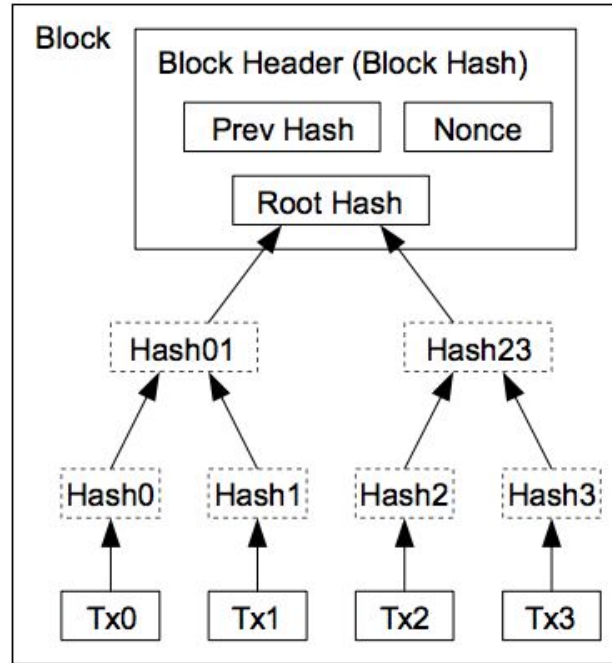 Block
Block Header (Block Hash)
Prev Hash
Nonce
Root Hash
Hash01
Hash23
Hash0
Hash1
Hash2
Hash3
Tx0
Tx1
Tx2
Tx3